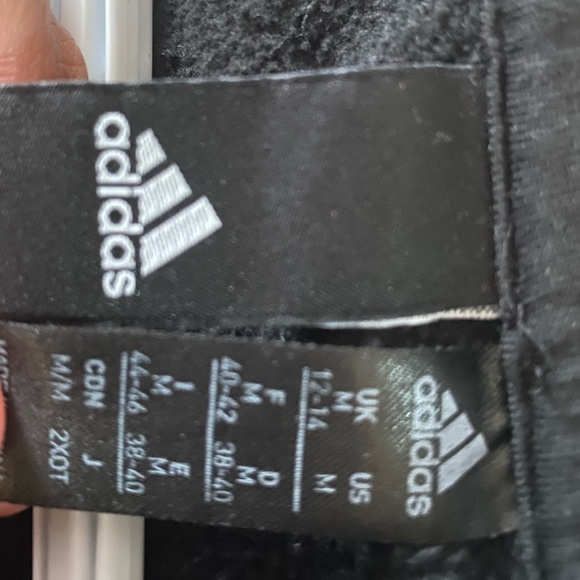 adidas
adidas
UK US
M
12-14 M
F D
M M
40-42 38-40
I E
M M
44-46 38-40
CDN J
M/M 2XOT